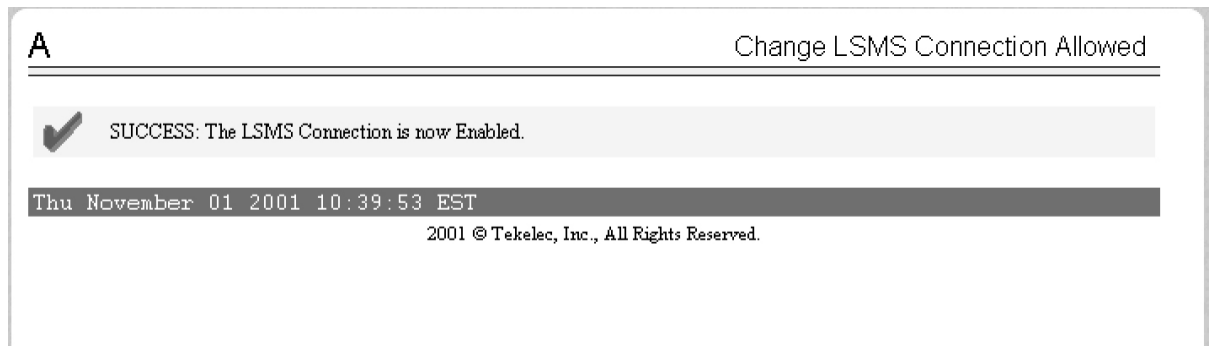 A
Change LSMS Connection Allowed
SUCCESS: The LSMS Connection is now Enabled.
Thu November 01 2001 10:39:53 EST
2001 © Tekelec, Inc., All Rights Reserved.